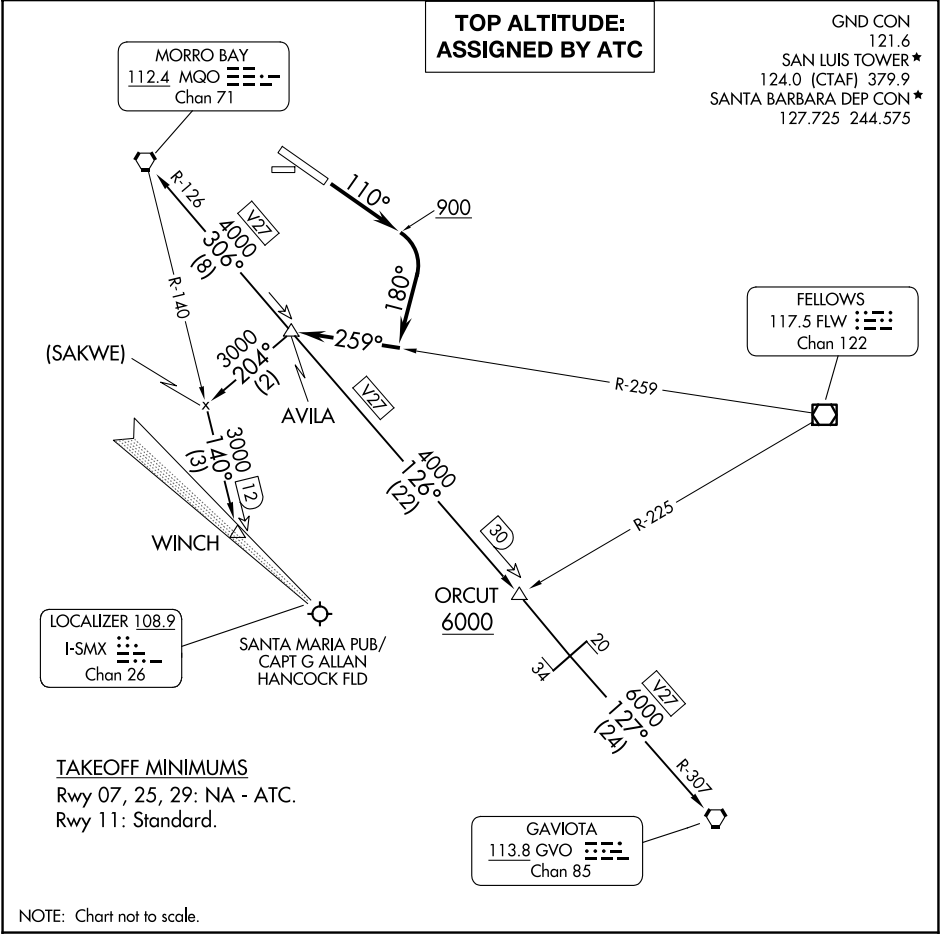 TOP ALTITUDE:
ASSIGNED BY ATC
GND CON
121.6
SAN LUIS TOWER★
124.0 (CTAF) 379.9
SANTA BARBARA DEP CON★
127.725 244.575
MORRO BAY
112.4 MQO
Chan 71
R-126
4000
306°
(8)
V27
110°
900
180°
R-140
(SAKWE)
3000
204°
(2)
AVILA
259°
R-259
FELLOWS
117.5 FLW
Chan 122
V27
3000
140°
(3)
12
WINCH
4000
126°
(22)
R-225
30
ORCUT
6000
LOCALIZER 108.9
I-SMX
Chan 26
SANTA MARIA PUB/
CAPT G ALLAN
HANCOCK FLD
20
34
V27
6000
127°
(24)
R-307
TAKEOFF MINIMUMS
Rwy 07, 25, 29: NA - ATC.
Rwy 11: Standard.
GAVIOTA
113.8 GVO
Chan 85
NOTE: Chart not to scale.